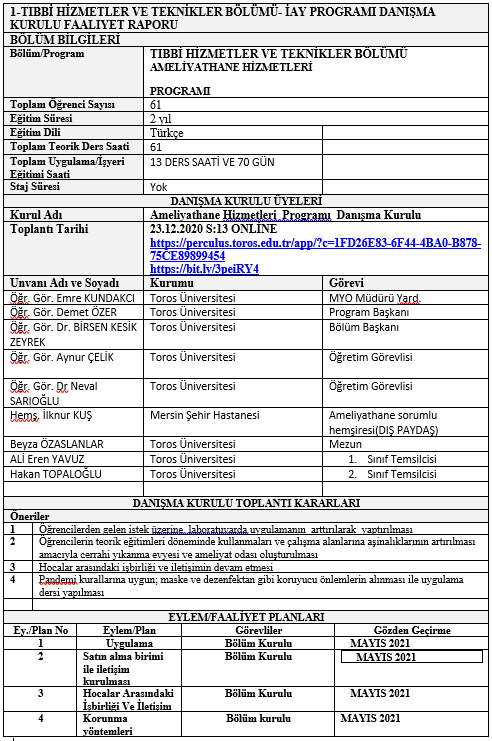 1-TIBBİ HİZMETLER VE TEKNİKLER BÖLÜMÜ- İAY PROGRAMI DANIŞMA
KURULU FAALİYET RAPORU
BÖLÜM BİLGİLERİ
Bölüm/Program TIBBİ HİZMETLER VE TEKNİKLER BÖLÜMÜ
AMELİYATHANE HİZMETLERİ
PROGRAMI
Toplam Öğrenci Sayısı 61
Eğitim Süresi 2 yıl
Eğitim Dili Türkçe
Toplam Teorik Ders Saati 61
Toplam Uygulama/İşyeri 13 DERS SAATİ VE 70 GÜN
Eğitimi Saati
Staj Süresi Yok
DANIŞMA KURULU ÜYELERİ
Kurul Adı Ameliyathane Hizmetleri Programı Danışma Kurulu
Toplantı Tarihi 23.12.2020 S:13 ONLINE
https://perculus.toros.edu.tr/app/?c=1FD26E83-6F44-4BA0-B878-
75CE89899454
https://bit.ly/3peiRY4
Unvanı Adı ve Soyadı Kurumu Görevi
Öğr. Gör. Emre KUNDAKCI Toros Üniversitesi MYO Müdürü Yard.
Öğr. Gör. Demet ÖZER Toros Üniversitesi Program Başkanı
Öğr. Gör. Dr. BİRSEN KESİK Toros Üniversitesi Bölüm Başkanı
ZEYREK
Öğr. Gör. Aynur ÇELİK Toros Üniversitesi Öğretim Görevlisi
Öğr. Gör. Dr Neval Toros Üniversitesi Öğretim Görevlisi
SARIOĞLU
Hemş. İlknur KUŞ Mersin Şehir Hastanesi Ameliyathane sorumlu
hemşiresi(DIŞ PAYDAŞ)
Beyza ÖZASLANLAR Toros Üniversitesi Mezun
ALİ Eren YAVUZ Toros Üniversitesi 1. Sınıf Temsilcisi
Hakan TOPALOĞLU Toros Üniversitesi 2. Sınıf Temsilcisi
DANIŞMA KURULU TOPLANTI KARARLARI
Öneriler
1 Öğrencilerden gelen istek üzerine, laboratuvarda uygulamanın arttırılarak yaptırılması
2 Öğrencilerin teorik eğitimleri döneminde kullanmaları ve çalışma alanlarına aşinalıklarının artırılması
amacıyla cerrahi yıkanma evyesi ve ameliyat odası oluşturulması
3 Hocalar arasındaki işbirliği ve iletişimin devam etmesi
4 Pandemi kurallarına uygun; maske ve dezenfektan gibi koruyucu önlemlerin alınması ile uygulama
dersi yapılması
EYLEM/FAALİYET PLANLARI
Ey./Plan No Eylem/Plan Görevliler Gözden Geçirme
1 Uygulama Bölüm Kurulu MAYIS 2021
2 Satın alma birimi Bölüm Kurulu MAYIS 2021
ile iletişim
kurulması
3 Hocalar Arasındaki Bölüm Kurulu MAYIS 2021
İşbirliği Ve İletişim
4 Korunma Bölüm kurulu MAYIS 2021
yöntemleri